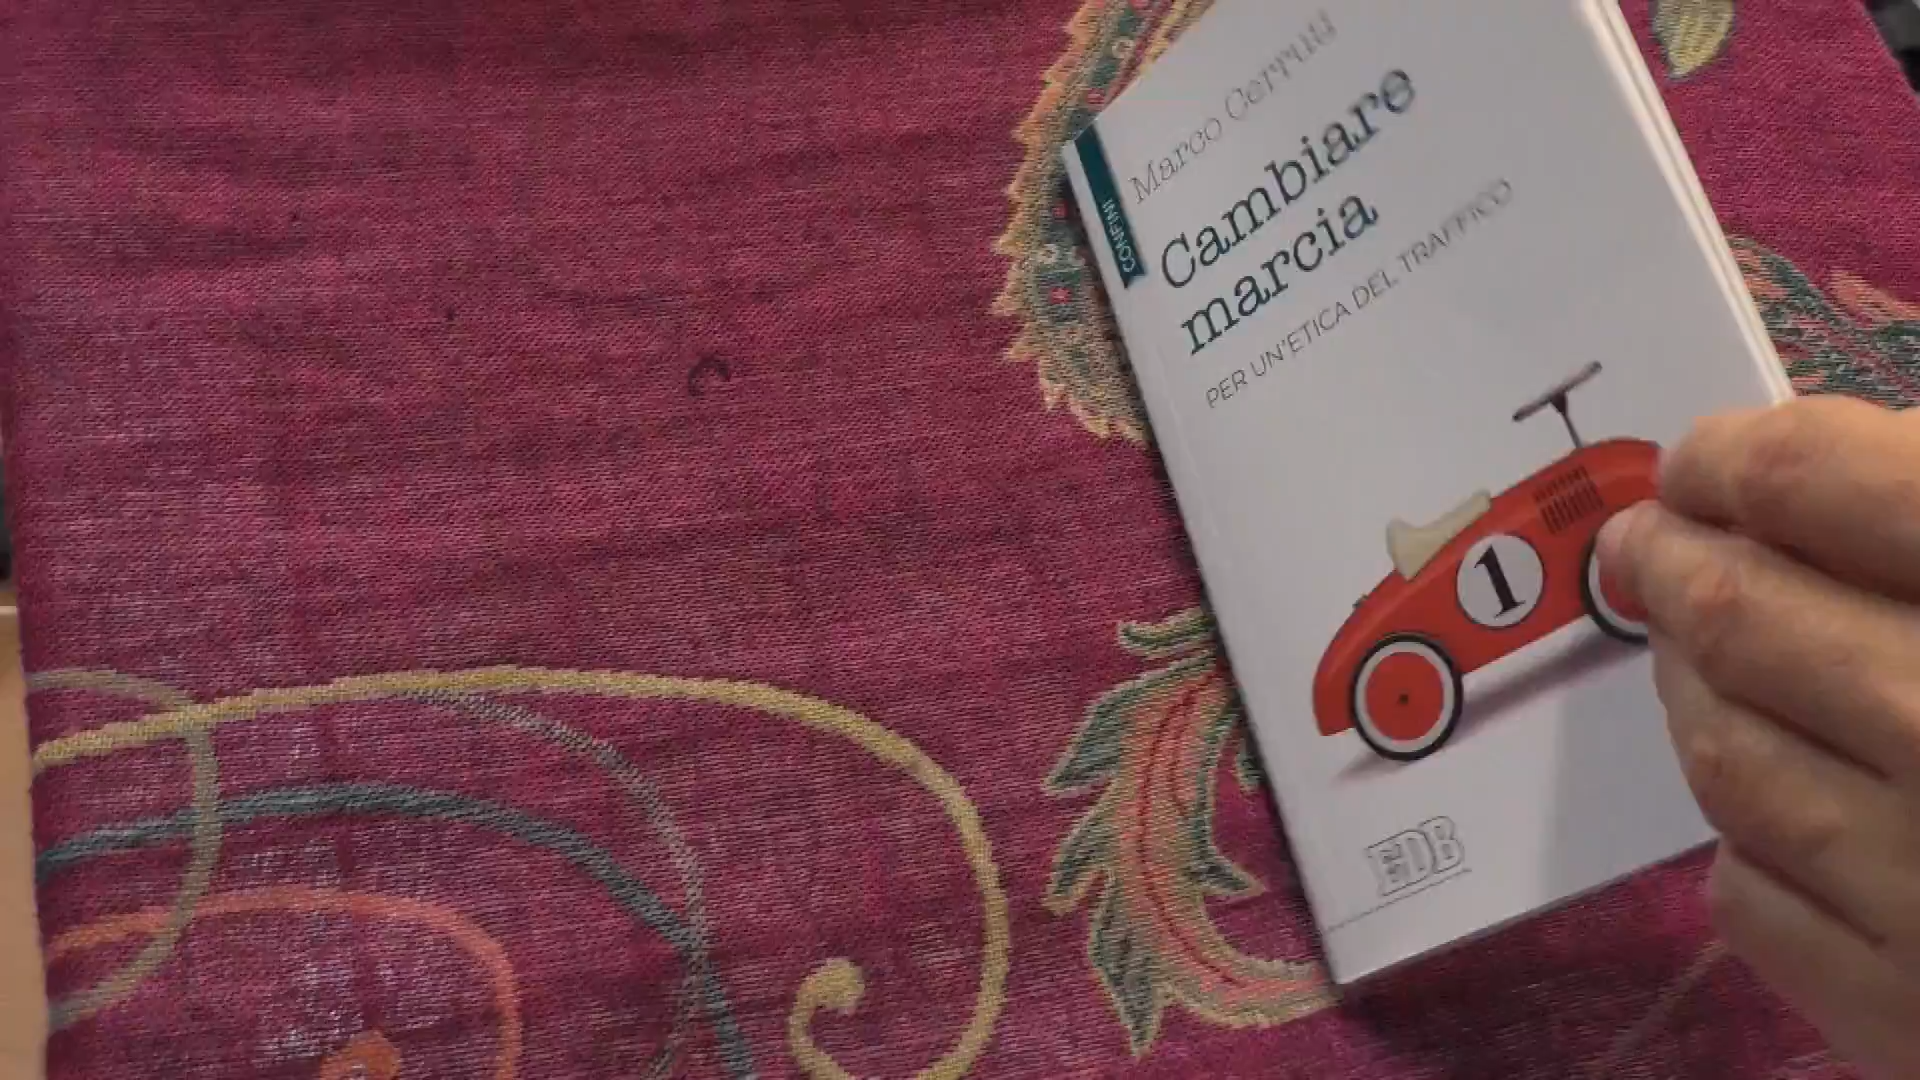 Marco Cerruti
Cambiare
marcia
PER UN'ETICA DEL TRAFFICO
CONFINI
1
EDB